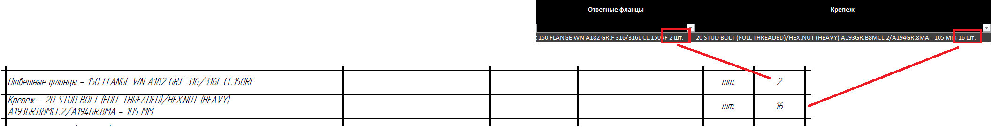 Ответные фланцы Крепеж
150 FLANGE WN A182 GR.F 316/316L CL.150RF 2 шт. 20 STUD BOLT (FULL THREADED)/HEX.NUT (HEAVY) A193GR.B8MCL.2/A194GR.8MA - 105 MM 16 шт.
Ответные фланцы – 150 FLANGE WN A182 GR.F 316/316L CL.150RF шт. 2
Крепеж – 20 STUD BOLT (FULL THREADED)/HEX.NUT (HEAVY)
A193GR.B8MCL.2/A194GR.8MA – 105 MM шт. 16